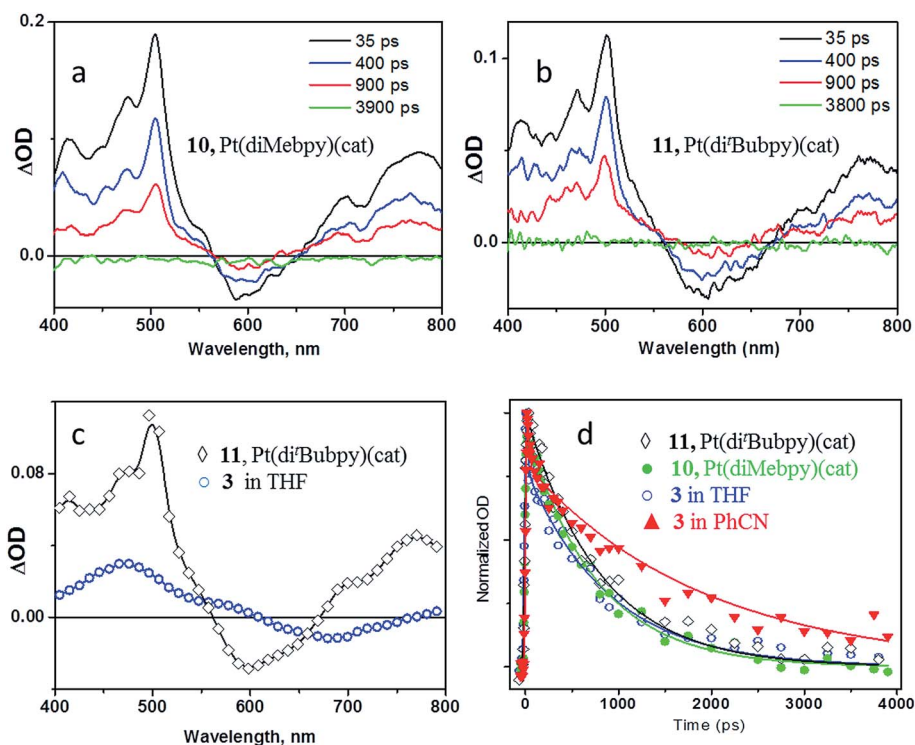 0.2
a
35 ps
400 ps
900 ps
3900 ps
10, Pt(diMebpy)(cat)
ΔOD
0.0
400 500 600 700 800
Wavelength, nm
0.1
b
35 ps
400 ps
900 ps
3800 ps
11, Pt(diᵗBubpy)(cat)
ΔOD
0.0
400 500 600 700 800
Wavelength (nm)
c
11, Pt(diᵗBubpy)(cat)
3 in THF
ΔOD
0.08
0.00
400 500 600 700 800
Wavelength, nm
d
11, Pt(diᵗBubpy)(cat)
10, Pt(diMebpy)(cat)
3 in THF
3 in PhCN
Normalized OD
0 500 1000 1500 2000 2500 3000 3500 4000
Time (ps)